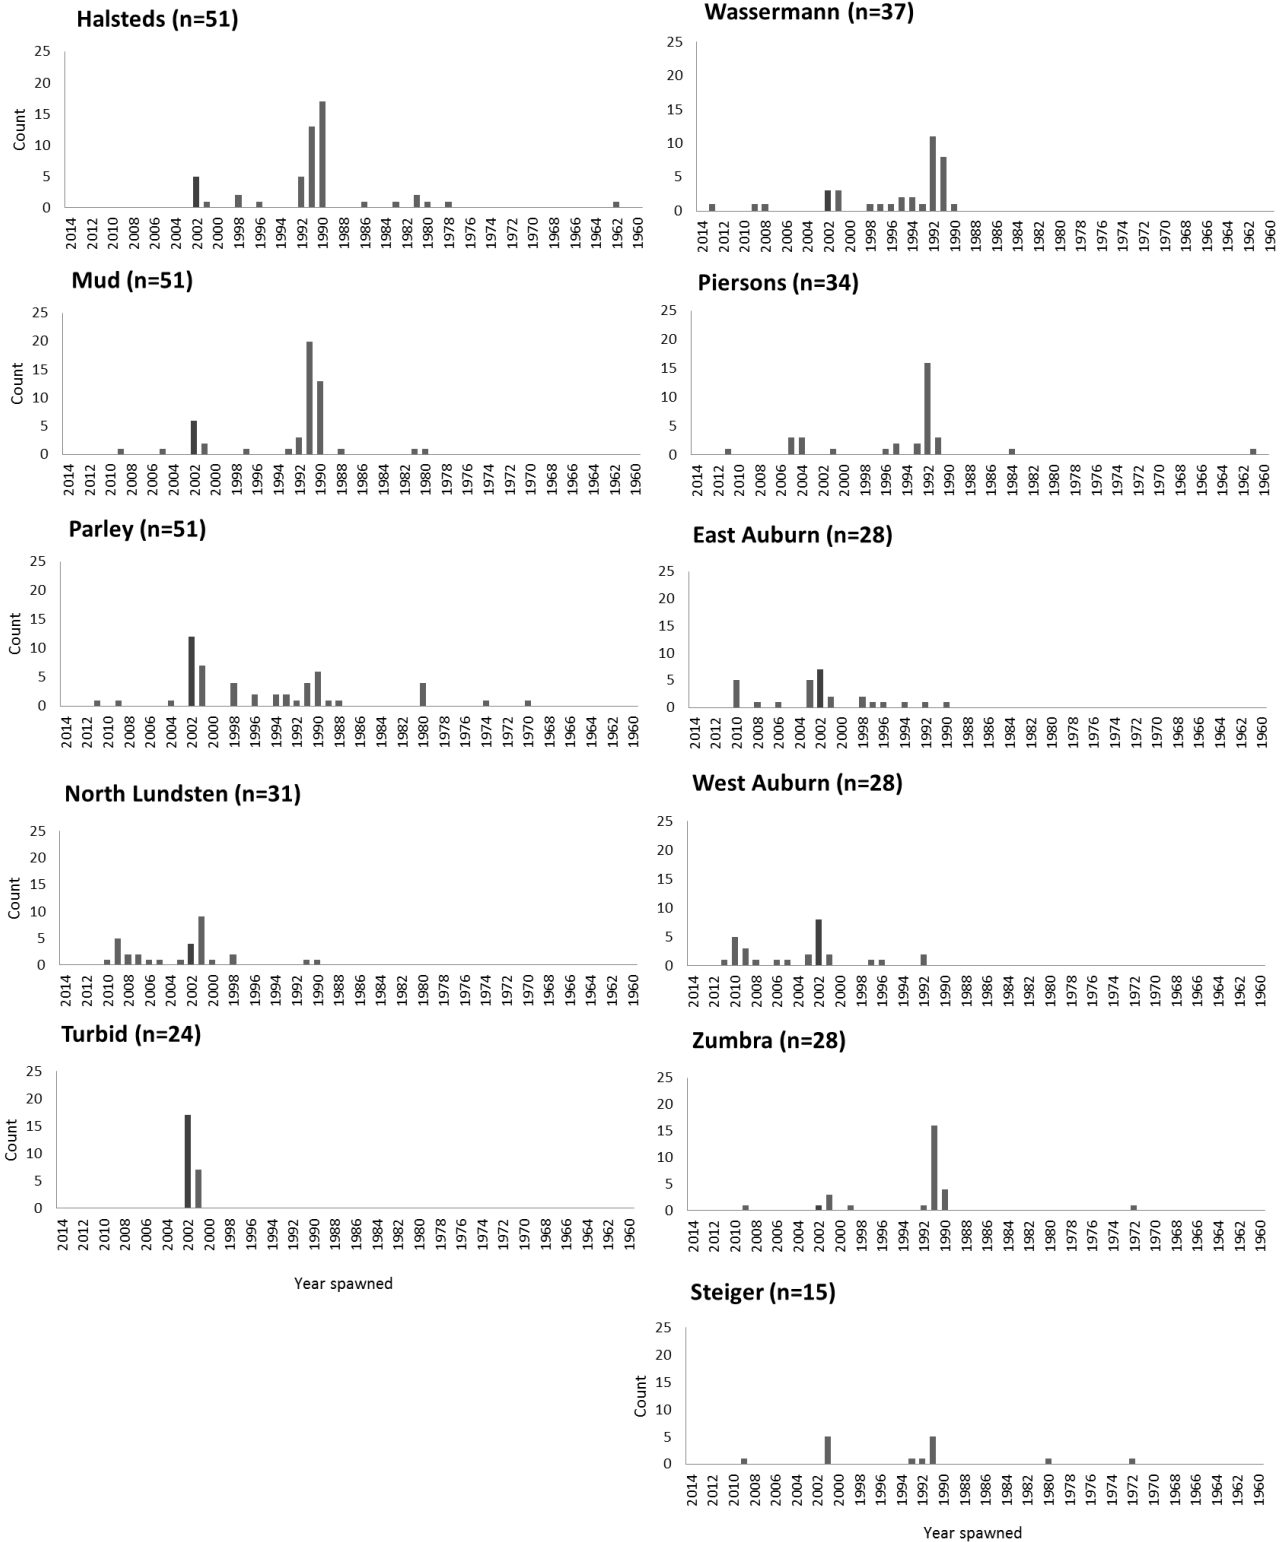 Halsteds (n=51)
25
20
15
10
5
0
Count
2014 2012 2010 2008 2006 2004 2002 2000 1998 1996 1994 1992 1990 1988 1986 1984 1982 1980 1978 1976 1974 1972 1970 1968 1966 1964 1962 1960
Wassermann (n=37)
25
20
15
10
5
0
2014 2012 2010 2008 2006 2004 2002 2000 1998 1996 1994 1992 1990 1988 1986 1984 1982 1980 1978 1976 1974 1972 1970 1968 1966 1964 1962 1960
Mud (n=51)
25
20
15
10
5
0
Count
2014 2012 2010 2008 2006 2004 2002 2000 1998 1996 1994 1992 1990 1988 1986 1984 1982 1980 1978 1976 1974 1972 1970 1968 1966 1964 1962 1960
Piersons (n=34)
25
20
15
10
5
0
2014 2012 2010 2008 2006 2004 2002 2000 1998 1996 1994 1992 1990 1988 1986 1984 1982 1980 1978 1976 1974 1972 1970 1968 1966 1964 1962 1960
Parley (n=51)
25
20
15
10
5
0
Count
2014 2012 2010 2008 2006 2004 2002 2000 1998 1996 1994 1992 1990 1988 1986 1984 1982 1980 1978 1976 1974 1972 1970 1968 1966 1964 1962 1960
East Auburn (n=28)
25
20
15
10
5
0
2014 2012 2010 2008 2006 2004 2002 2000 1998 1996 1994 1992 1990 1988 1986 1984 1982 1980 1978 1976 1974 1972 1970 1968 1966 1964 1962 1960
North Lundsten (n=31)
25
20
15
10
5
0
Count
2014 2012 2010 2008 2006 2004 2002 2000 1998 1996 1994 1992 1990 1988 1986 1984 1982 1980 1978 1976 1974 1972 1970 1968 1966 1964 1962 1960
West Auburn (n=28)
25
20
15
10
5
0
2014 2012 2010 2008 2006 2004 2002 2000 1998 1996 1994 1992 1990 1988 1986 1984 1982 1980 1978 1976 1974 1972 1970 1968 1966 1964 1962 1960
Turbid (n=24)
25
20
15
10
5
0
Count
2014 2012 2010 2008 2006 2004 2002 2000 1998 1996 1994 1992 1990 1988 1986 1984 1982 1980 1978 1976 1974 1972 1970 1968 1966 1964 1962 1960
Year spawned
Zumbra (n=28)
25
20
15
10
5
0
2014 2012 2010 2008 2006 2004 2002 2000 1998 1996 1994 1992 1990 1988 1986 1984 1982 1980 1978 1976 1974 1972 1970 1968 1966 1964 1962 1960
Steiger (n=15)
25
20
15
10
5
0
Count
2014 2012 2010 2008 2006 2004 2002 2000 1998 1996 1994 1992 1990 1988 1986 1984 1982 1980 1978 1976 1974 1972 1970 1968 1966 1964 1962 1960
Year spawned